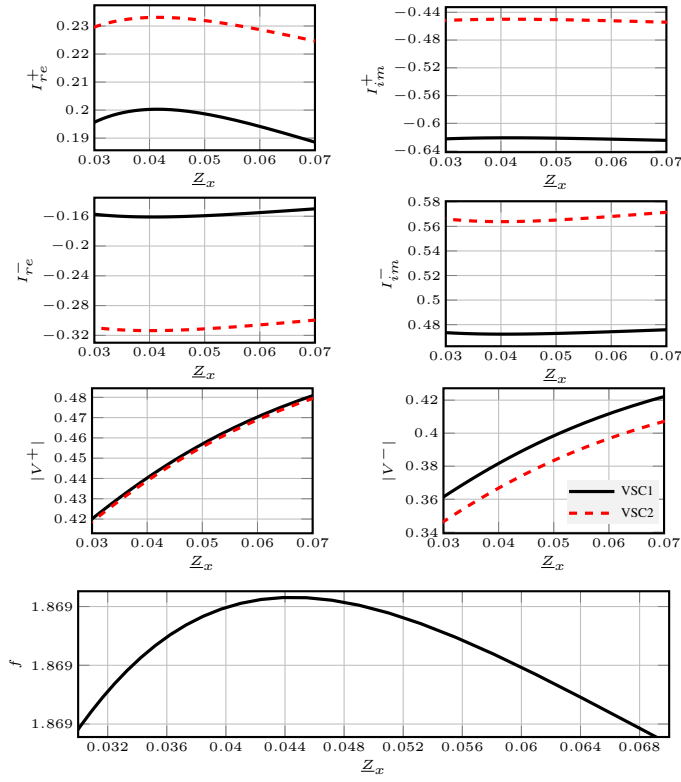 0.23
0.22
0.21
0.2
0.19
I⁺re
0.03 0.04 0.05 0.06 0.07
Zx
−0.44
−0.48
−0.52
−0.56
−0.6
−0.64
I⁺im
0.03 0.04 0.05 0.06 0.07
Zx
−0.16
−0.2
−0.24
−0.28
−0.32
I⁻re
0.03 0.04 0.05 0.06 0.07
Zx
0.58
0.56
0.54
0.52
0.5
0.48
I⁻im
0.03 0.04 0.05 0.06 0.07
Zx
0.48
0.47
0.46
0.45
0.44
0.43
0.42
|V⁺|
0.03 0.04 0.05 0.06 0.07
Zx
0.42
0.4
0.38
0.36
0.34
|V⁻|
VSC1
VSC2
0.03 0.04 0.05 0.06 0.07
Zx
1.869
1.869
1.869
f
0.032 0.036 0.04 0.044 0.048 0.052 0.056 0.06 0.064 0.068
Zx